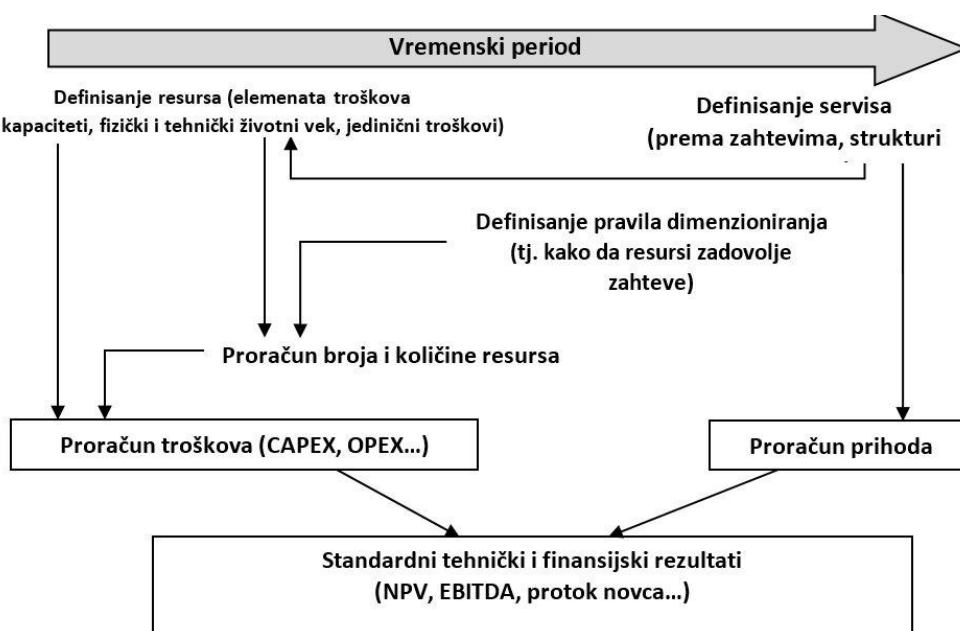 Vremenski period
Definisanje resursa (elemenata troškova
kapaciteti, fizički i tehnički životni vek, jedinični troškovi)
Definisanje servisa
(prema zahtevima, strukturi
Definisanje pravila dimenzioniranja
(tj. kako da resursi zadovolje
zahteve)
Proračun broja i količine resursa
Proračun troškova (CAPEX, OPEX...)
Proračun prihoda
Standardni tehnički i finansijski rezultati
(NPV, EBITDA, protok novca...)